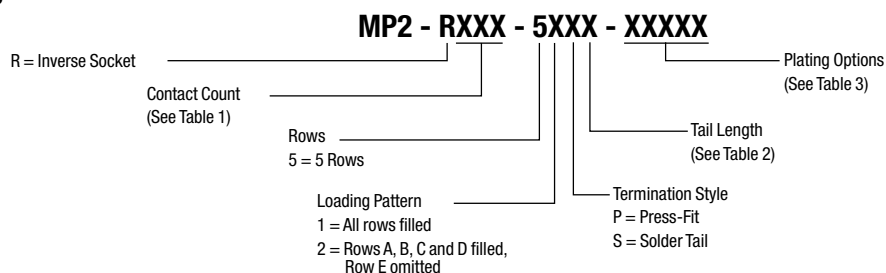 MP2 - RXXX - 5XXX - XXXXX
R = Inverse Socket
Plating Options
(See Table 3)
Contact Count
(See Table 1)
Rows
5 = 5 Rows
Tail Length
(See Table 2)
Loading Pattern
1 = All rows filled
2 = Rows A, B, C and D filled,
Row E omitted
Termination Style
P = Press-Fit
S = Solder Tail